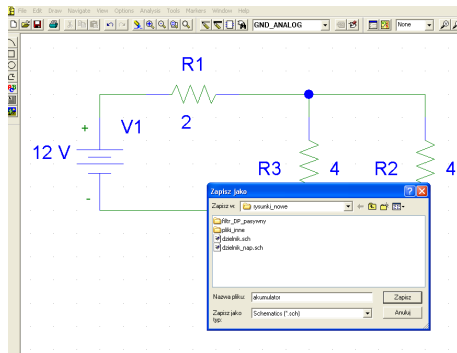 File Edit Draw Navigate View Options Analysis Tools Markers Window Help
GND_ANALOG
None
R1
2
+
V1
12 V
-
R3
4
R2
4
Zapisz jako
Zapisz w:
rysunki_nowe
filtr_DP_pasywny
pliki_inne
dzielnik.sch
dzielnik_nap.sch
Nazwa pliku:
akumulator
Zapisz
Zapisz jako typ:
Schematics (*.sch)
Anuluj